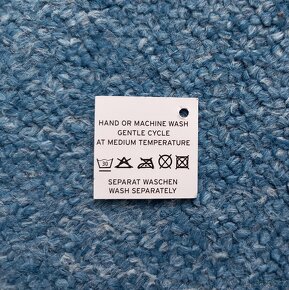 HAND OR MACHINE WASH
GENTLE CYCLE
AT MEDIUM TEMPERATURE
30
SEPARAT WASCHEN
WASH SEPARATELY